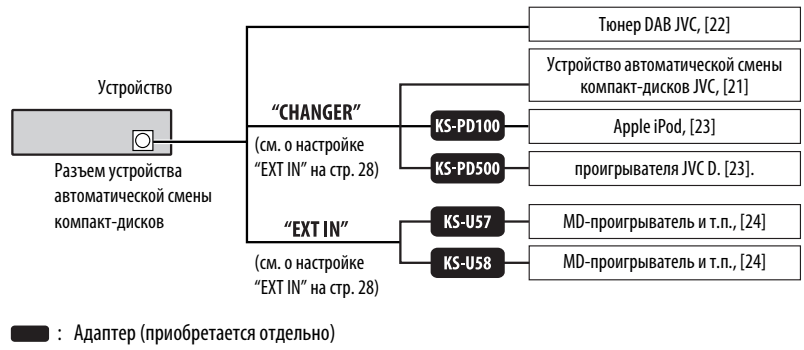 Тюнер DAB JVC, [22]
Устройство автоматической смены
компакт-дисков JVC, [21]
Устройство
“CHANGER”
KS-PD100
Apple iPod, [23]
(см. о настройке
“EXT IN” на стр. 28)
KS-PD500
проигрывателя JVC D. [23].
Разъем устройства
автоматической смены
компакт-дисков
“EXT IN”
KS-U57
MD-проигрыватель и т.п., [24]
(см. о настройке
“EXT IN” на стр. 28)
KS-U58
MD-проигрыватель и т.п., [24]
: Адаптер (приобретается отдельно)